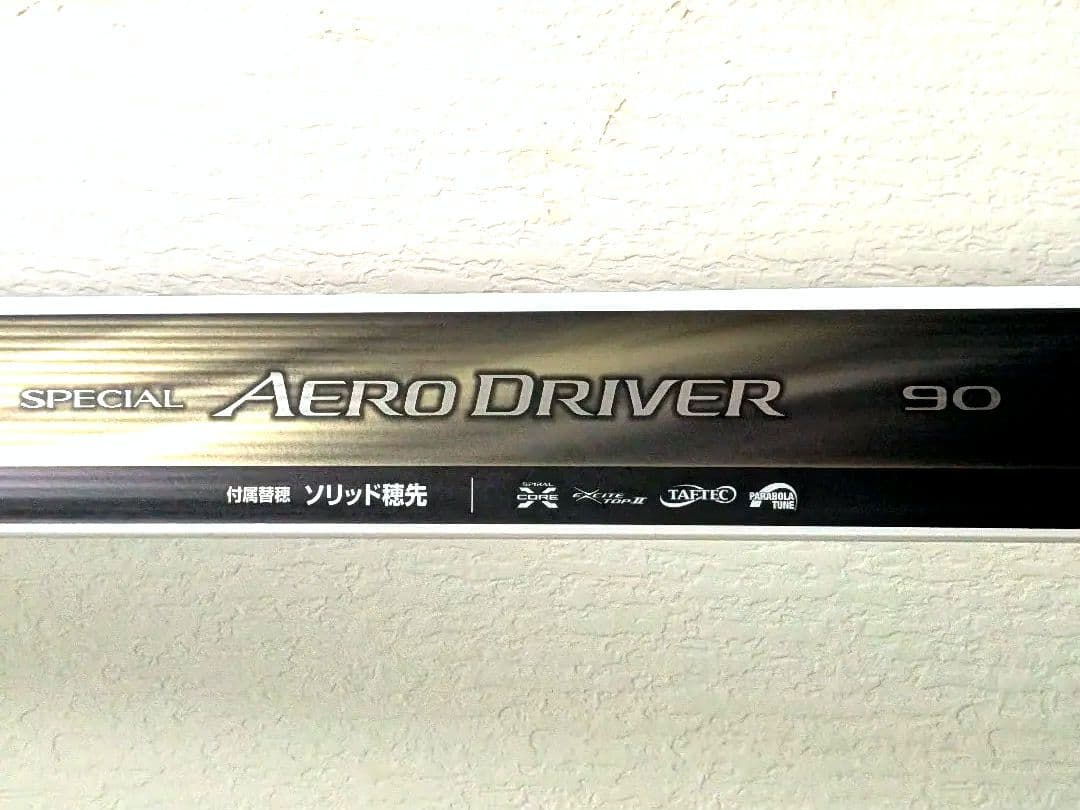 SPECIAL AERO DRIVER 90
付属替穂 ソリッド穂先 SPIRAL X CORE EXCITE TOP II TAFTEC PARABOLA TUNE